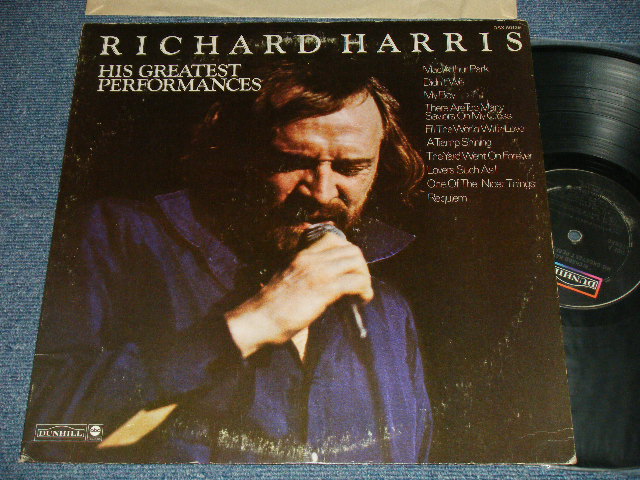 RICHARD HARRIS
HIS GREATEST
PERFORMANCES
MacArthur Park
Didn't We
My Boy
There Are Too Many
Saviors On My Cross
Fill The World With Love
A Tramp Shining
The Yard Went On Forever
Lovers Such As I
One Of The Nicer Things
Requiem
DUNHILL
abc
DUNHILL